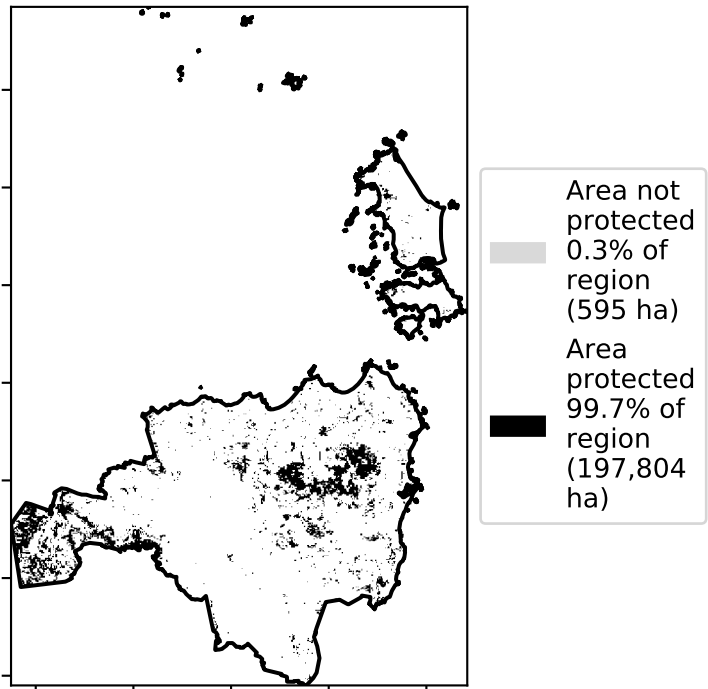 Area not
protected
0.3% of
region
(595 ha)
Area
protected
99.7% of
region
(197,804
ha)